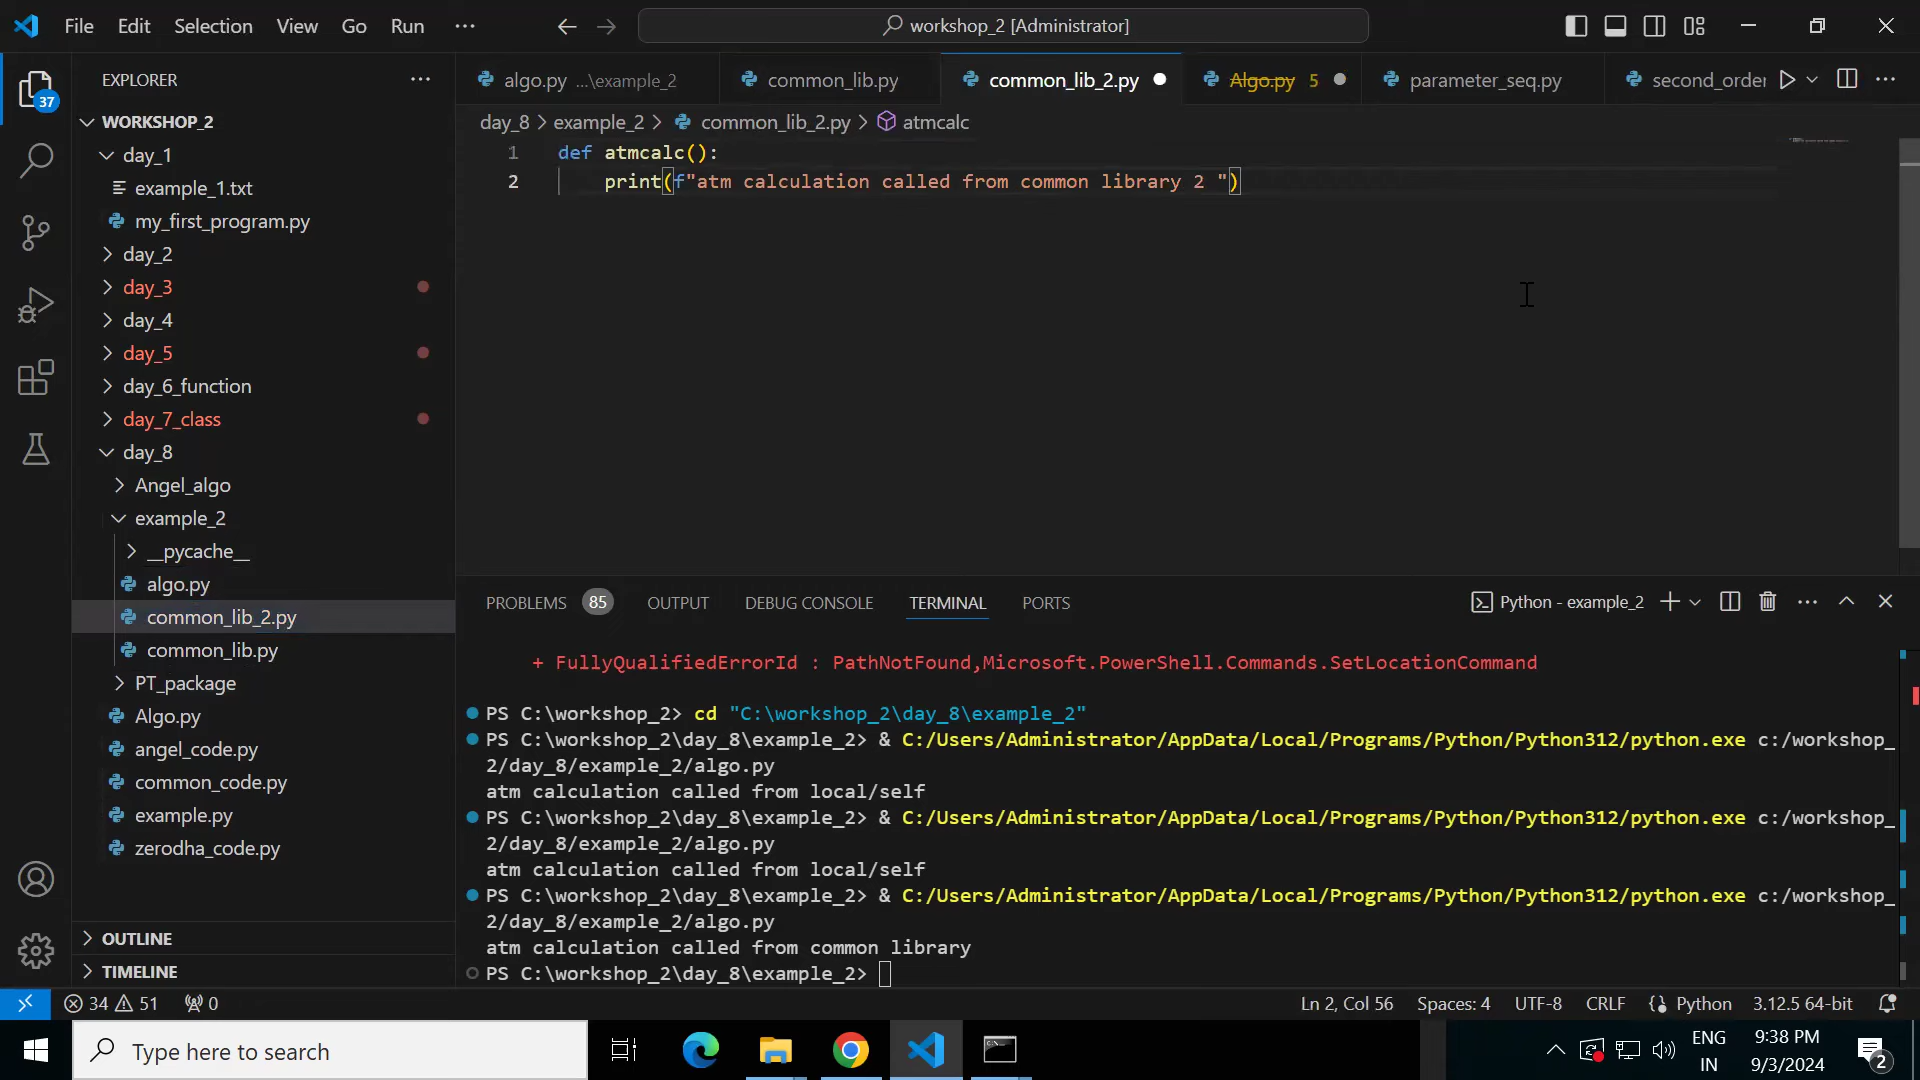 File Edit Selection View Go Run ···
workshop_2 [Administrator]
EXPLORER
37
WORKSHOP_2
day_1
example_1.txt
my_first_program.py
day_2
day_3
day_4
day_5
day_6_function
day_7_class
day_8
Angel_algo
example_2
__pycache__
algo.py
common_lib_2.py
common_lib.py
PT_package
Algo.py
angel_code.py
common_code.py
example.py
zerodha_code.py
OUTLINE
TIMELINE
algo.py ...\example_2 common_lib.py common_lib_2.py Algo.py 5 parameter_seq.py second_order
day_8 > example_2 > common_lib_2.py > atmcalc
1 def atmcalc():
2 print(f"atm calculation called from common library 2 ")
PROBLEMS 85 OUTPUT DEBUG CONSOLE TERMINAL PORTS Python - example_2
+ FullyQualifiedErrorId : PathNotFound,Microsoft.PowerShell.Commands.SetLocationCommand
PS C:\workshop_2> cd "C:\workshop_2\day_8\example_2"
PS C:\workshop_2\day_8\example_2> & C:/Users/Administrator/AppData/Local/Programs/Python/Python312/python.exe c:/workshop_
2/day_8/example_2/algo.py
atm calculation called from local/self
PS C:\workshop_2\day_8\example_2> & C:/Users/Administrator/AppData/Local/Programs/Python/Python312/python.exe c:/workshop_
2/day_8/example_2/algo.py
atm calculation called from local/self
PS C:\workshop_2\day_8\example_2> & C:/Users/Administrator/AppData/Local/Programs/Python/Python312/python.exe c:/workshop_
2/day_8/example_2/algo.py
atm calculation called from common library
PS C:\workshop_2\day_8\example_2>
34 51 0 Ln 2, Col 56 Spaces: 4 UTF-8 CRLF Python 3.12.5 64-bit
Type here to search
ENG
IN
9:38 PM
9/3/2024
2